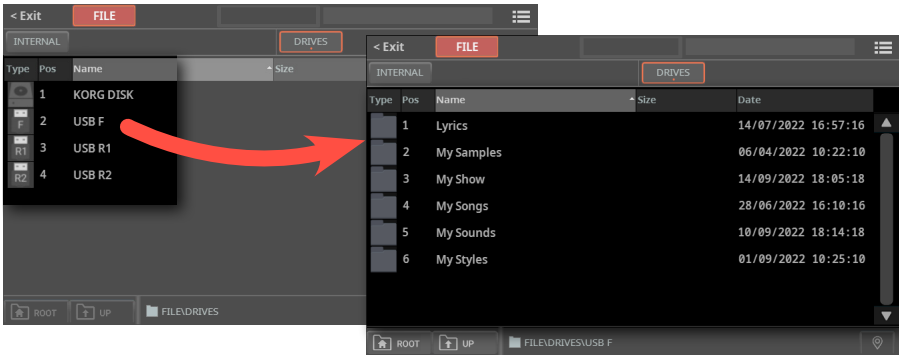 < Exit FILE
INTERNAL DRIVES
Type Pos Name Size
1 KORG DISK
F 2 USB F
R1 3 USB R1
R2 4 USB R2
ROOT UP FILE\DRIVES
< Exit FILE
INTERNAL DRIVES
Type Pos Name Size Date
1 Lyrics 14/07/2022 16:57:16
2 My Samples 06/04/2022 10:22:10
3 My Show 14/09/2022 18:05:18
4 My Songs 28/06/2022 16:10:16
5 My Sounds 10/09/2022 18:14:18
6 My Styles 01/09/2022 10:25:10
ROOT UP FILE\DRIVES\USB F